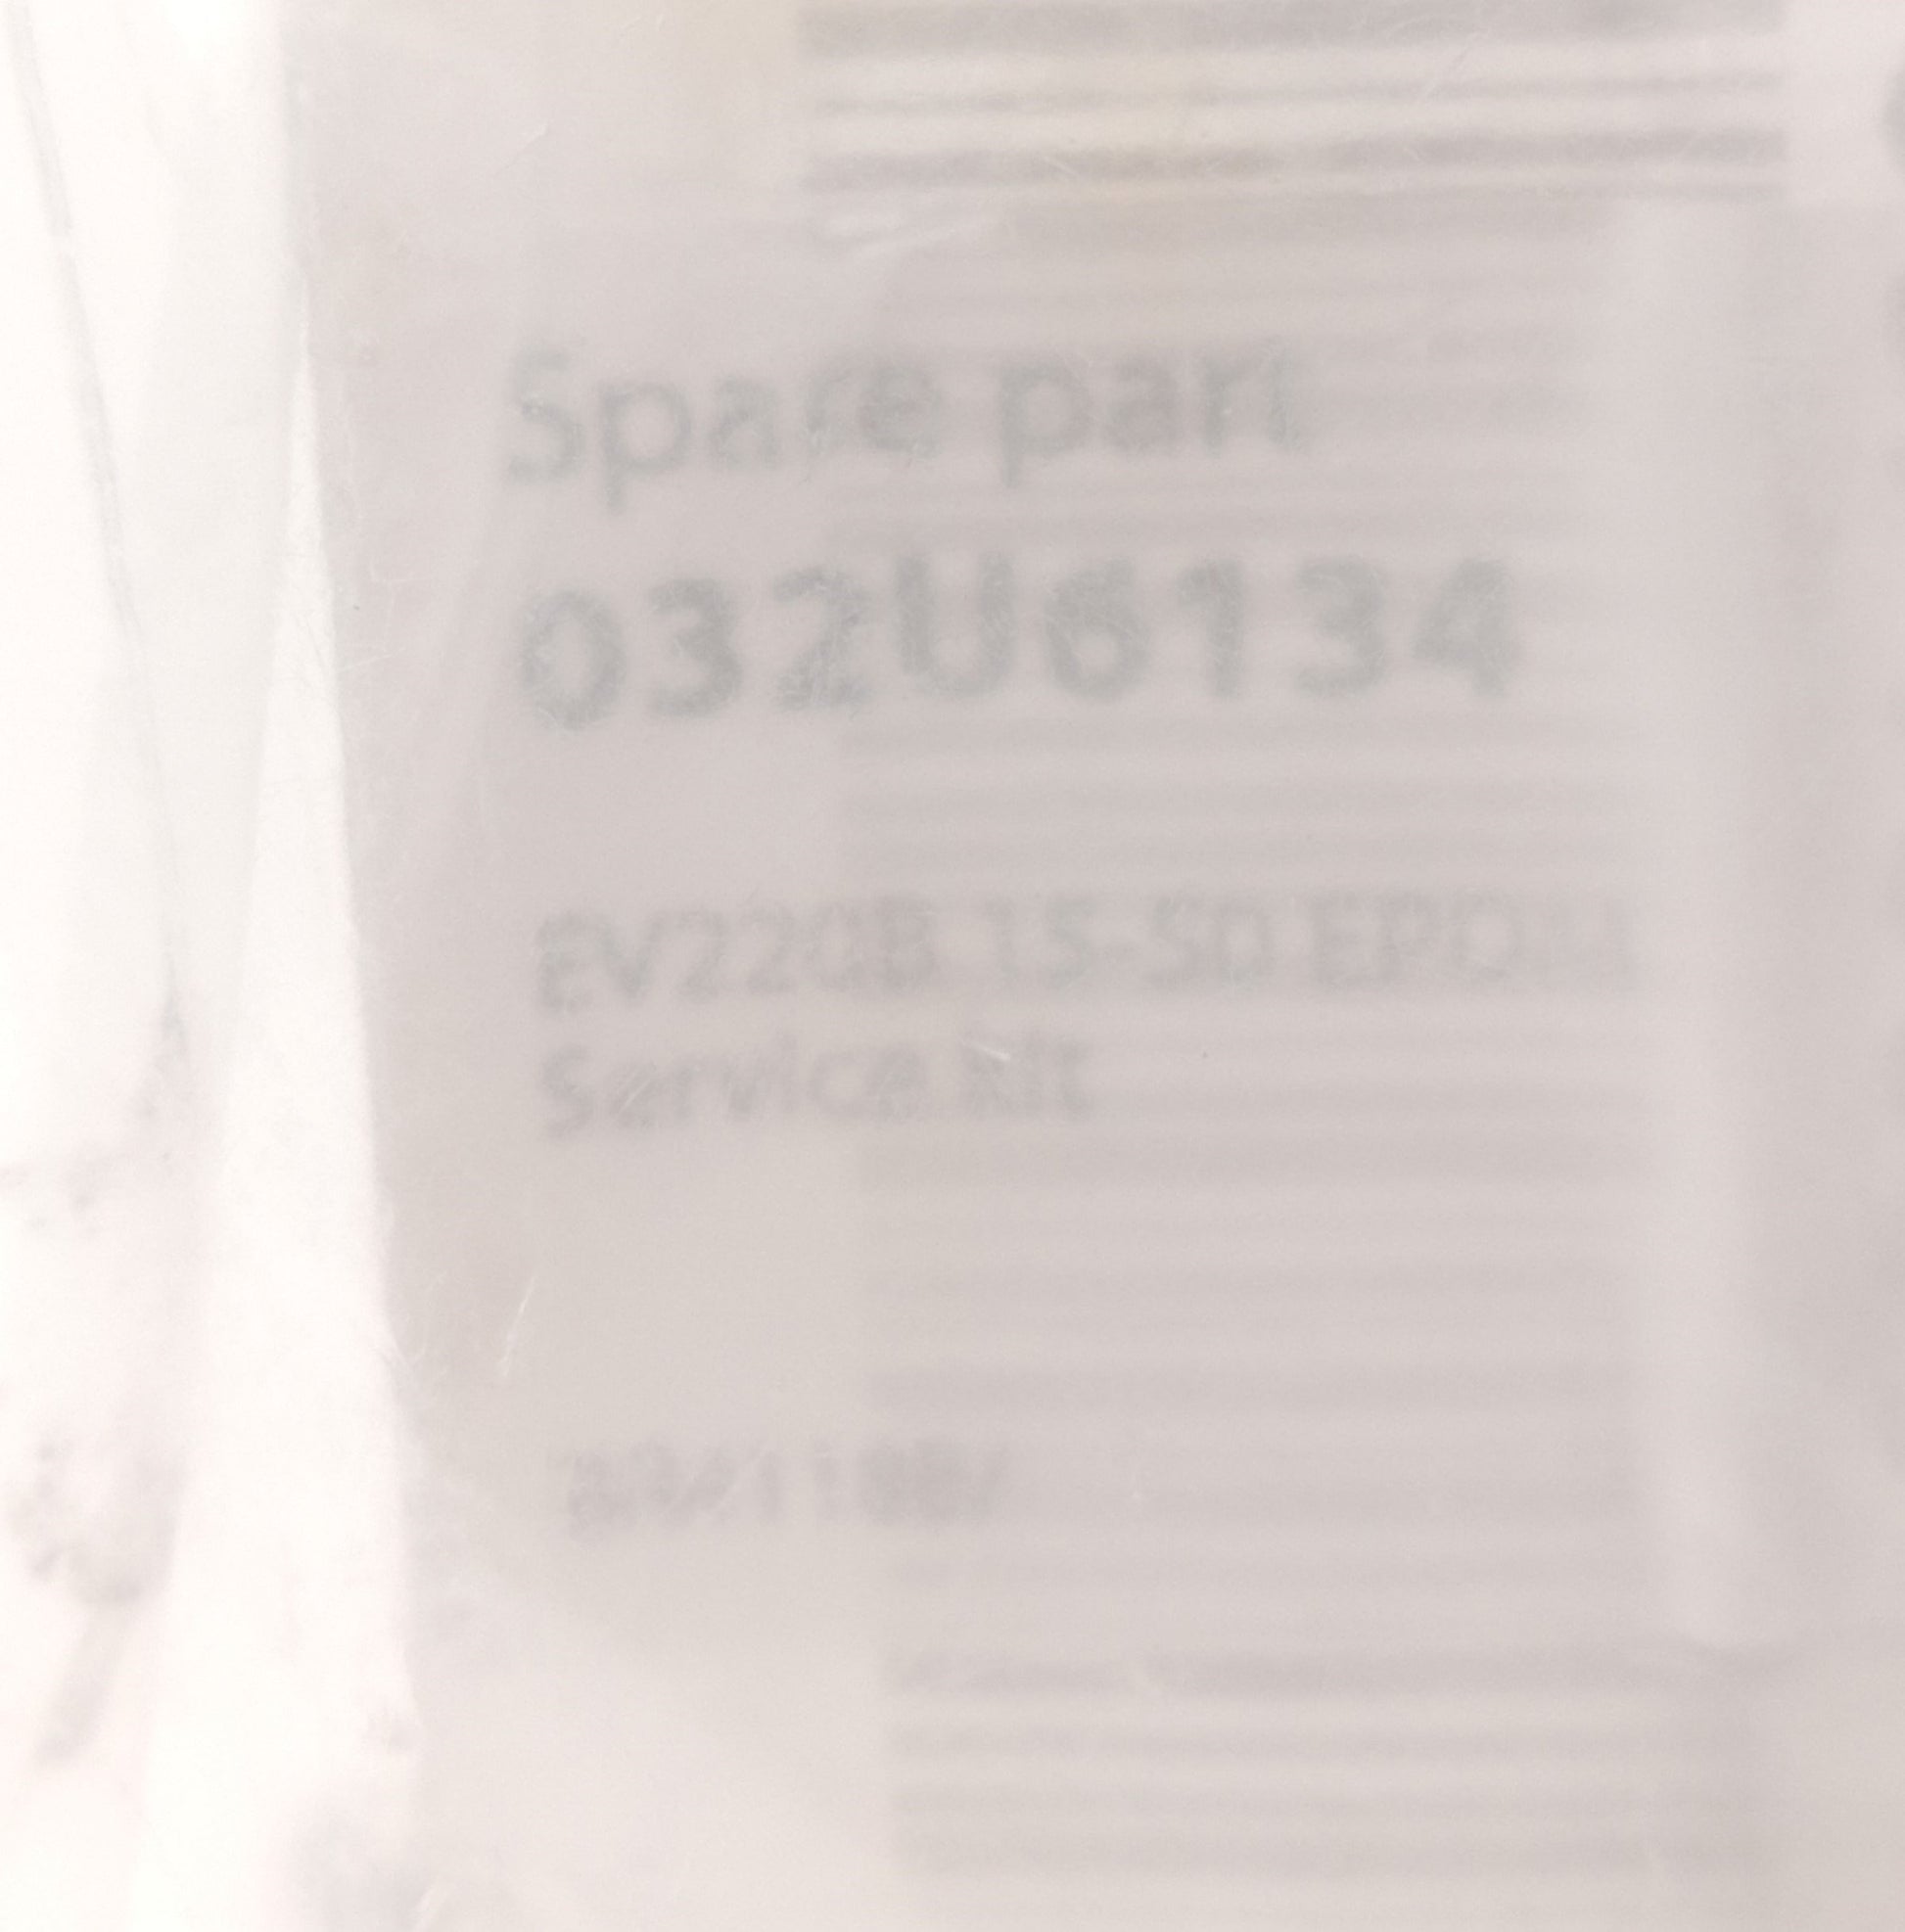 Spare part
032U6134
EV220B 15-50 EPDM
Service kit